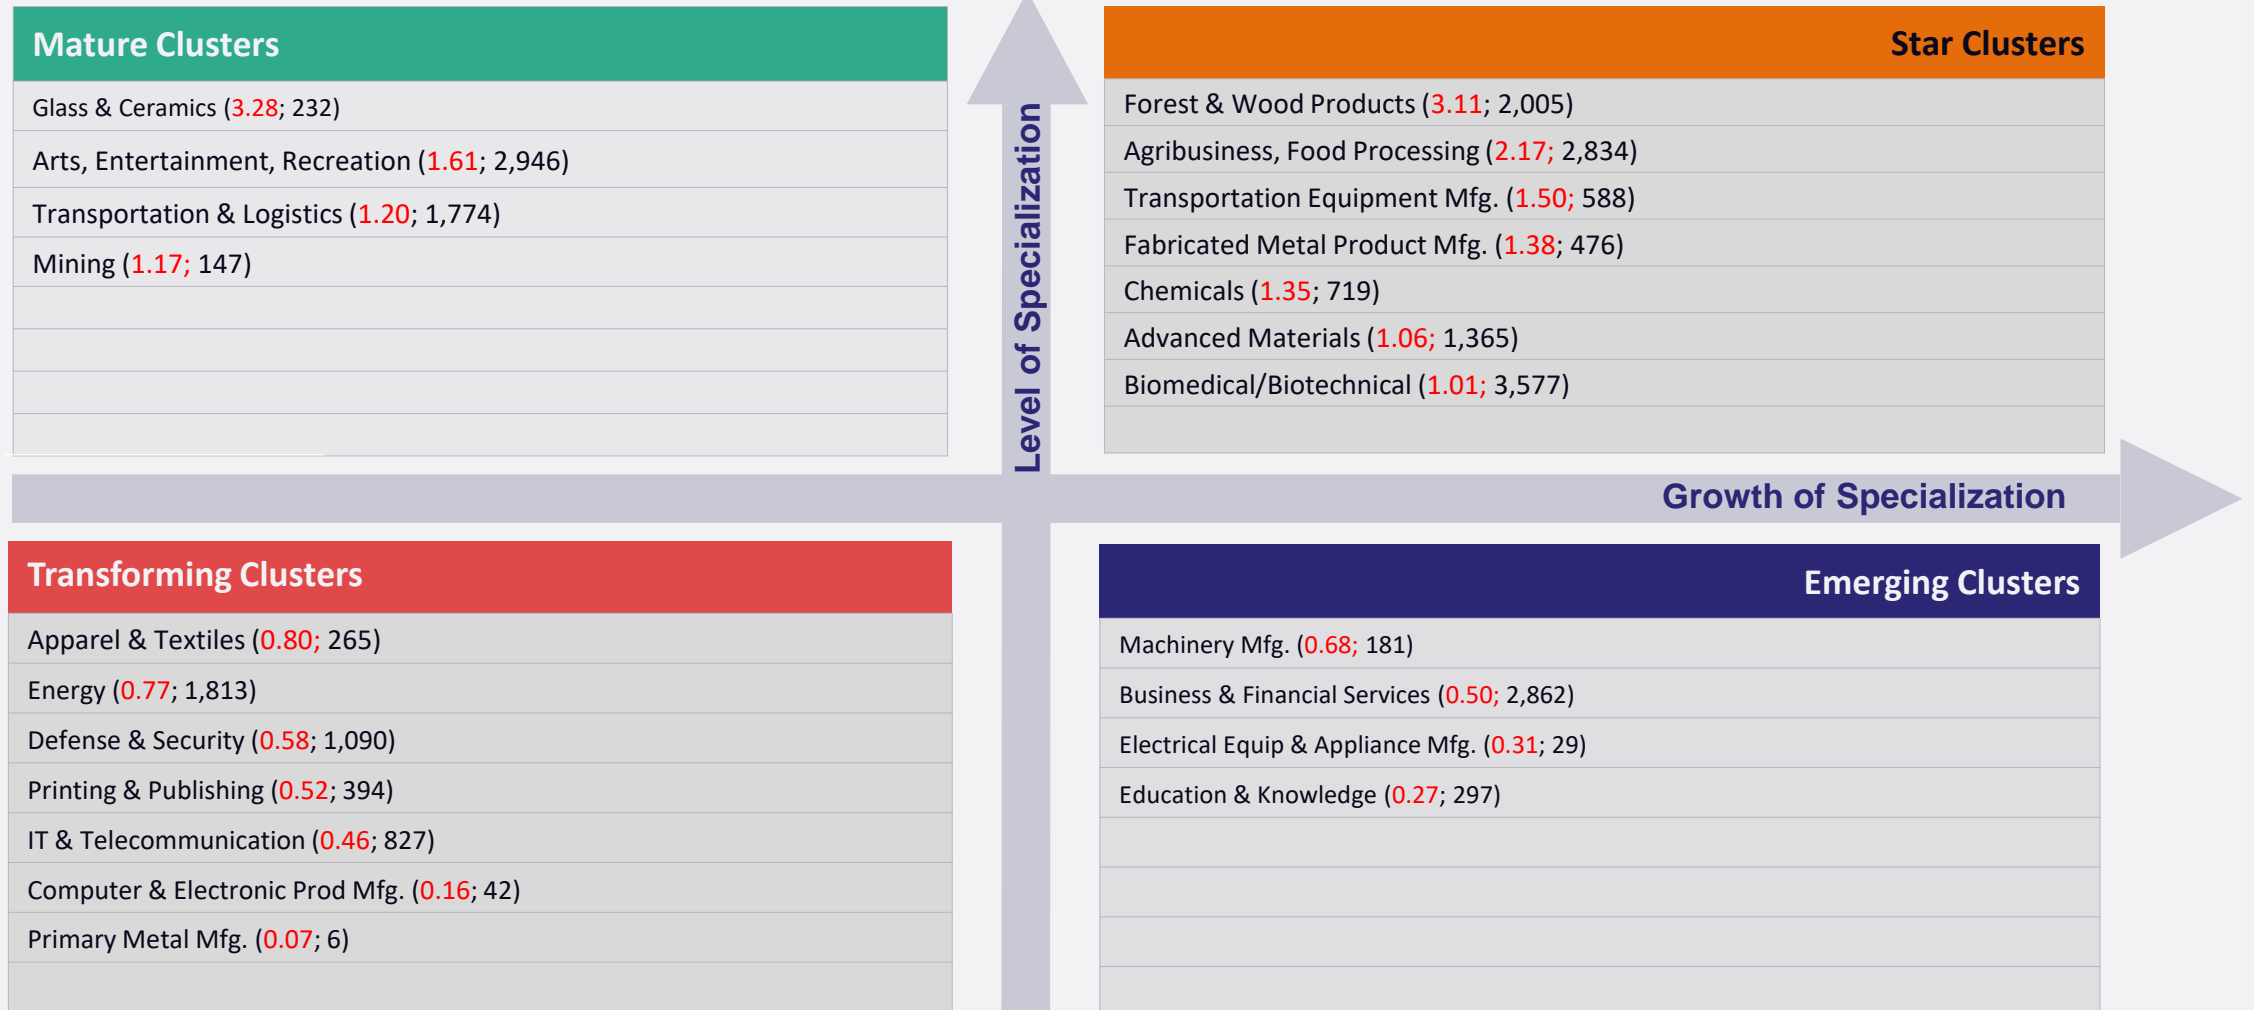 Mature Clusters
Glass & Ceramics (3.28; 232)
Arts, Entertainment, Recreation (1.61; 2,946)
Transportation & Logistics (1.20; 1,774)
Mining (1.17; 147)
Level of Specialization
Star Clusters
Forest & Wood Products (3.11; 2,005)
Agribusiness, Food Processing (2.17; 2,834)
Transportation Equipment Mfg. (1.50; 588)
Fabricated Metal Product Mfg. (1.38; 476)
Chemicals (1.35; 719)
Advanced Materials (1.06; 1,365)
Biomedical/Biotechnical (1.01; 3,577)
Growth of Specialization
Transforming Clusters
Apparel & Textiles (0.80; 265)
Energy (0.77; 1,813)
Defense & Security (0.58; 1,090)
Printing & Publishing (0.52; 394)
IT & Telecommunication (0.46; 827)
Computer & Electronic Prod Mfg. (0.16; 42)
Primary Metal Mfg. (0.07; 6)
Emerging Clusters
Machinery Mfg. (0.68; 181)
Business & Financial Services (0.50; 2,862)
Electrical Equip & Appliance Mfg. (0.31; 29)
Education & Knowledge (0.27; 297)